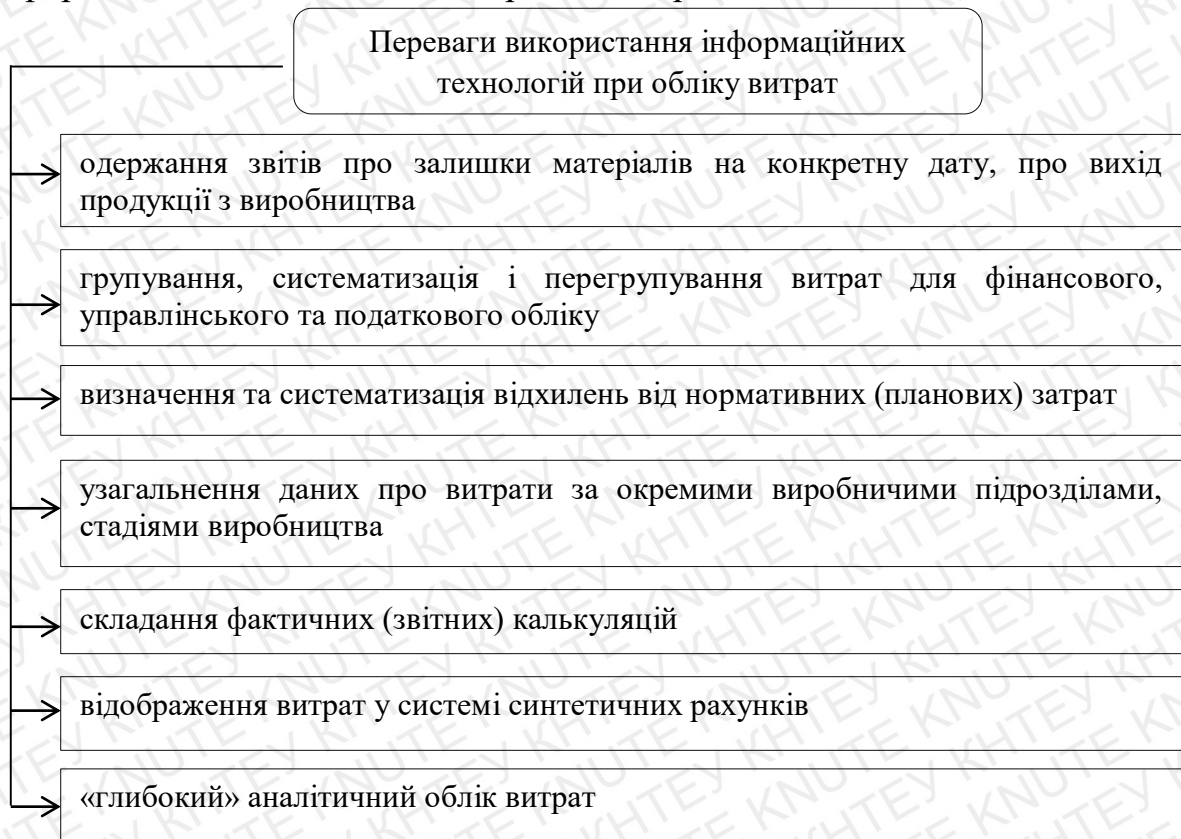 Переваги використання інформаційних
технологій при обліку витрат
одержання звітів про залишки матеріалів на конкретну дату, про вихід
продукції з виробництва
групування, систематизація і перегрупування витрат для фінансового,
управлінського та податкового обліку
визначення та систематизація відхилень від нормативних (планових) затрат
узагальнення даних про витрати за окремими виробничими підрозділами,
стадіями виробництва
складання фактичних (звітних) калькуляцій
відображення витрат у системі синтетичних рахунків
«глибокий» аналітичний облік витрат